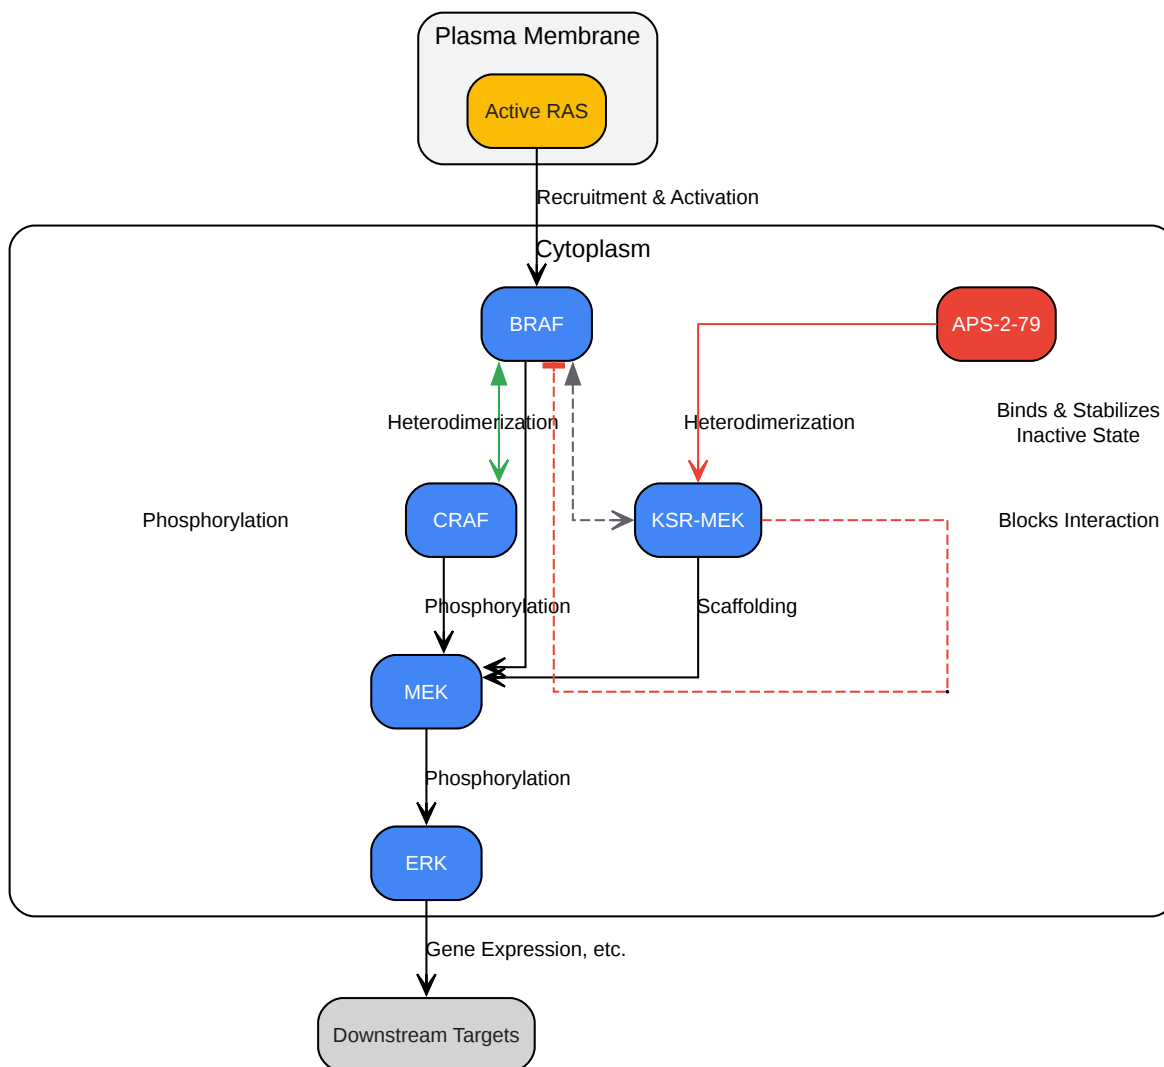 Plasma Membrane
Active RAS
Recruitment & Activation
Cytoplasm
BRAF
APS-2-79
Heterodimerization
Heterodimerization
Binds & Stabilizes
Inactive State
Phosphorylation
CRAF
KSR-MEK
Blocks Interaction
Phosphorylation
Scaffolding
MEK
Phosphorylation
ERK
Gene Expression, etc.
Downstream Targets